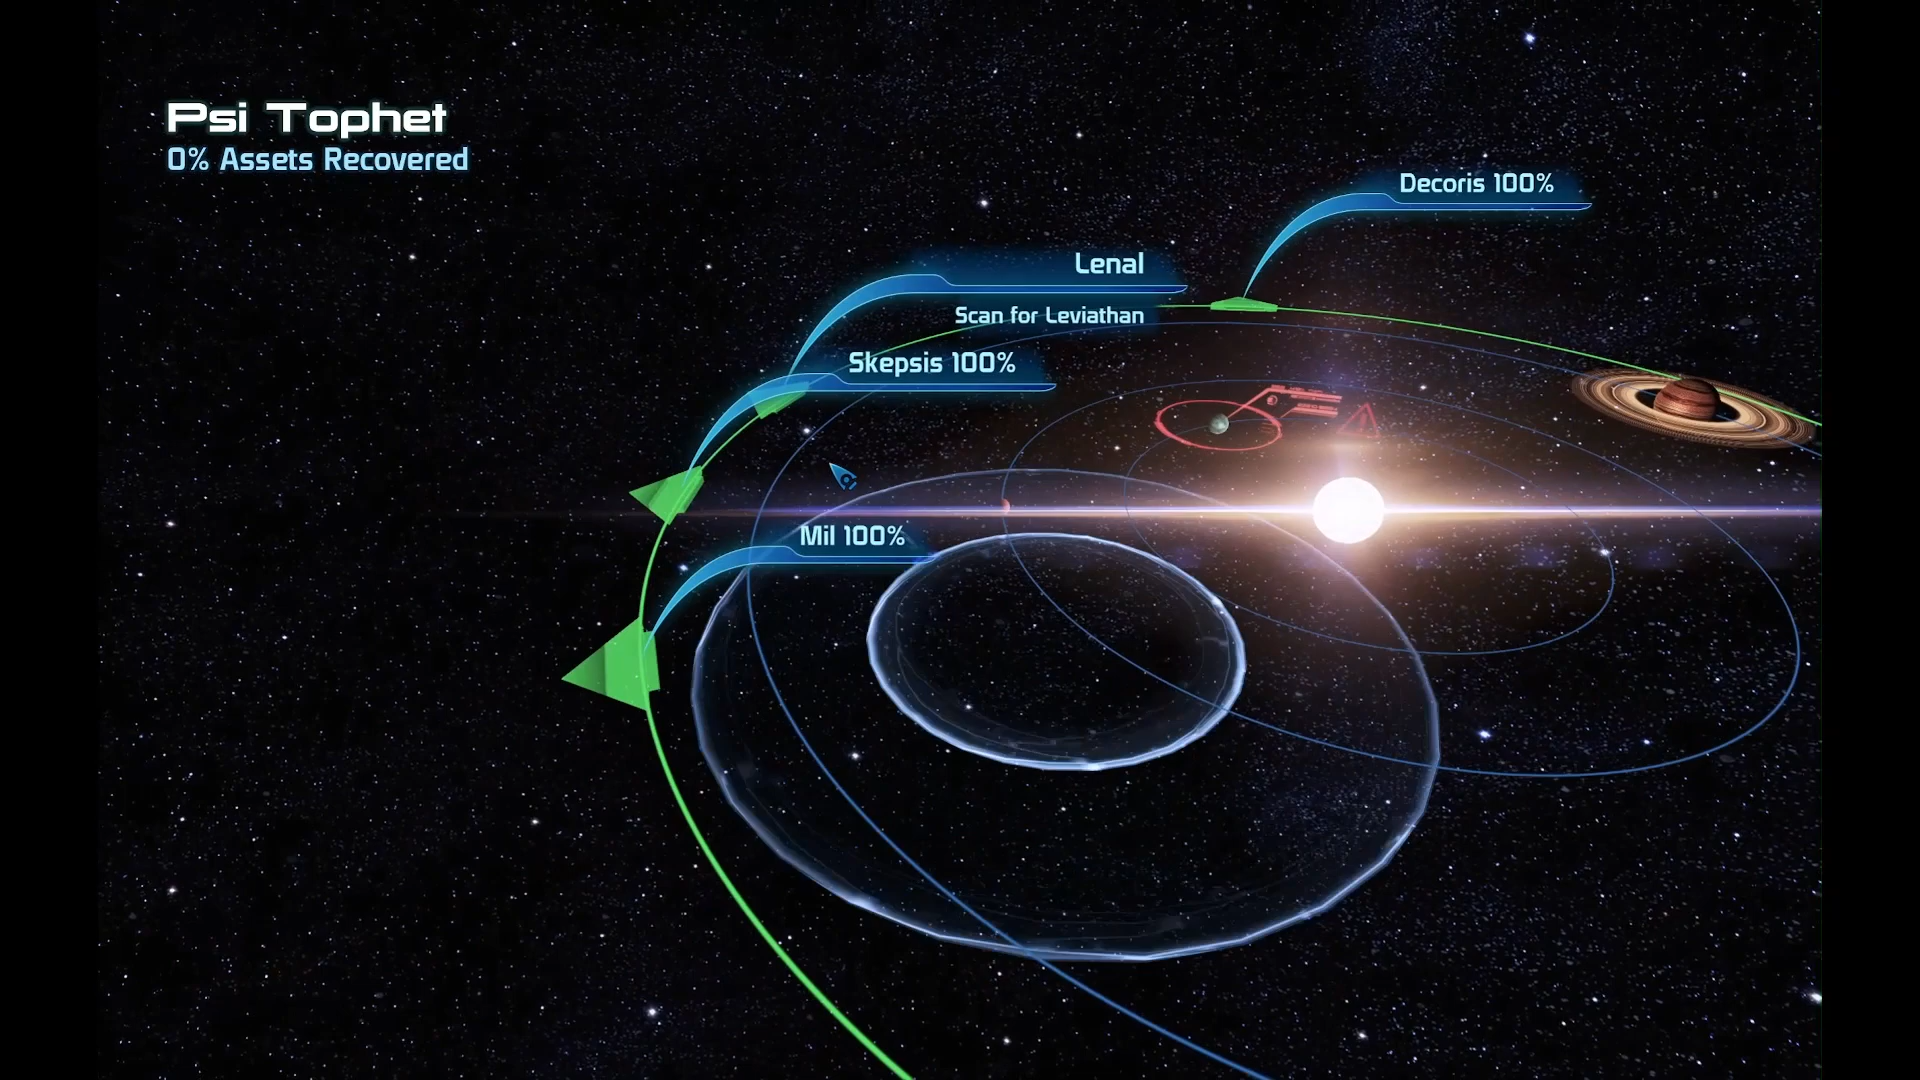 Psi Tophet
0% Assets Recovered
Decoris 100%
Lenal
Scan for Leviathan
Skepsis 100%
Mil 100%